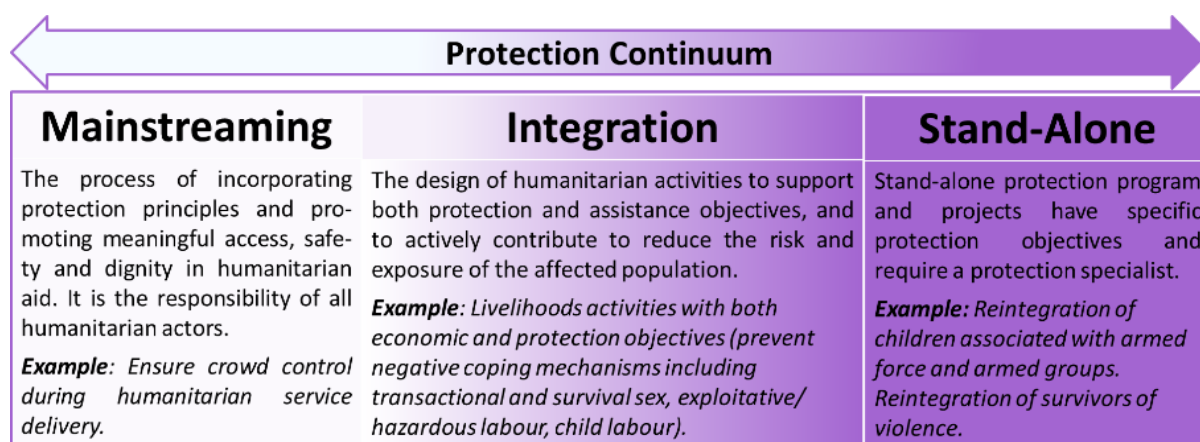 Protection Continuum
Mainstreaming
The process of incorporating
protection principles and pro-
moting meaningful access, safe-
ty and dignity in humanitarian
aid. It is the responsibility of all
humanitarian actors.
Example: Ensure crowd control
during humanitarian service
delivery.
Integration
The design of humanitarian activities to support
both protection and assistance objectives, and
to actively contribute to reduce the risk and
exposure of the affected population.
Example: Livelihoods activities with both
economic and protection objectives (prevent
negative coping mechanisms including
transactional and survival sex, exploitative/
hazardous labour, child labour).
Stand-Alone
Stand-alone protection program
and projects have specific
protection objectives and
require a protection specialist.
Example: Reintegration of
children associated with armed
force and armed groups.
Reintegration of survivors of
violence.